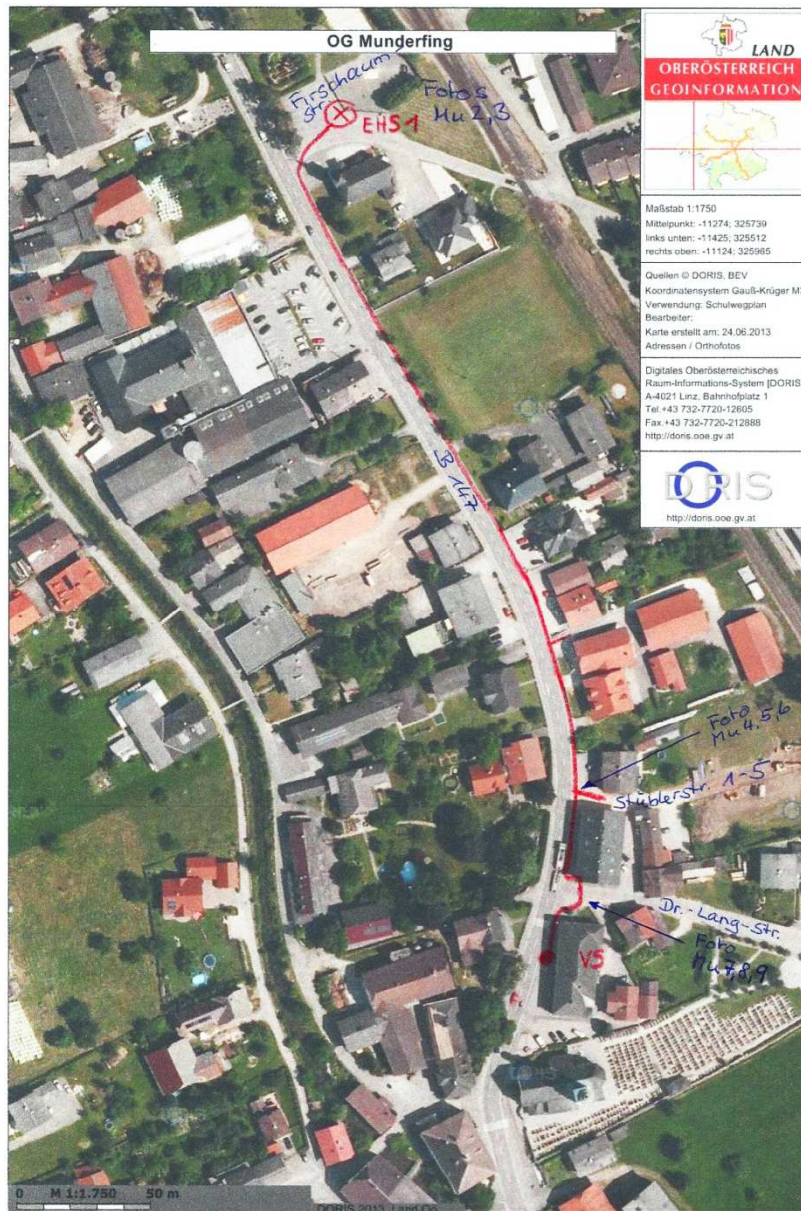 OG Munderfing
LAND
OBERÖSTERREICH
GEOINFORMATION
Maßstab 1:1750
Mittelpunkt: -11274; 325739
links unten: -11425; 325512
rechts oben: -11124; 325965
Quellen © DORIS, BEV
Koordinatensystem Gauß-Krüger M
Verwendung: Schulwegplan
Bearbeiter:
Karte erstellt am: 24.06.2013
Adressen / Orthofotos
Digitales Oberösterreichisches
Raum-Informations-System [DORIS
A-4021 Linz, Bahnhofplatz 1
Tel.+43 732-7720-12605
Fax.+43 732-7720-212888
http://doris.ooe.gv.at
DORIS
http://doris.ooe.gv.at
str.
EHS 1
Fotos
Mu 2,3
B 147
Foto
Mu 4,5,6
Stüblerstr. 1-5
Dr.-Lang-Str.
Foto
Mu 7,8,9
VS
0 M 1:1.750 50 m
DORIS 2013, Land OÖ